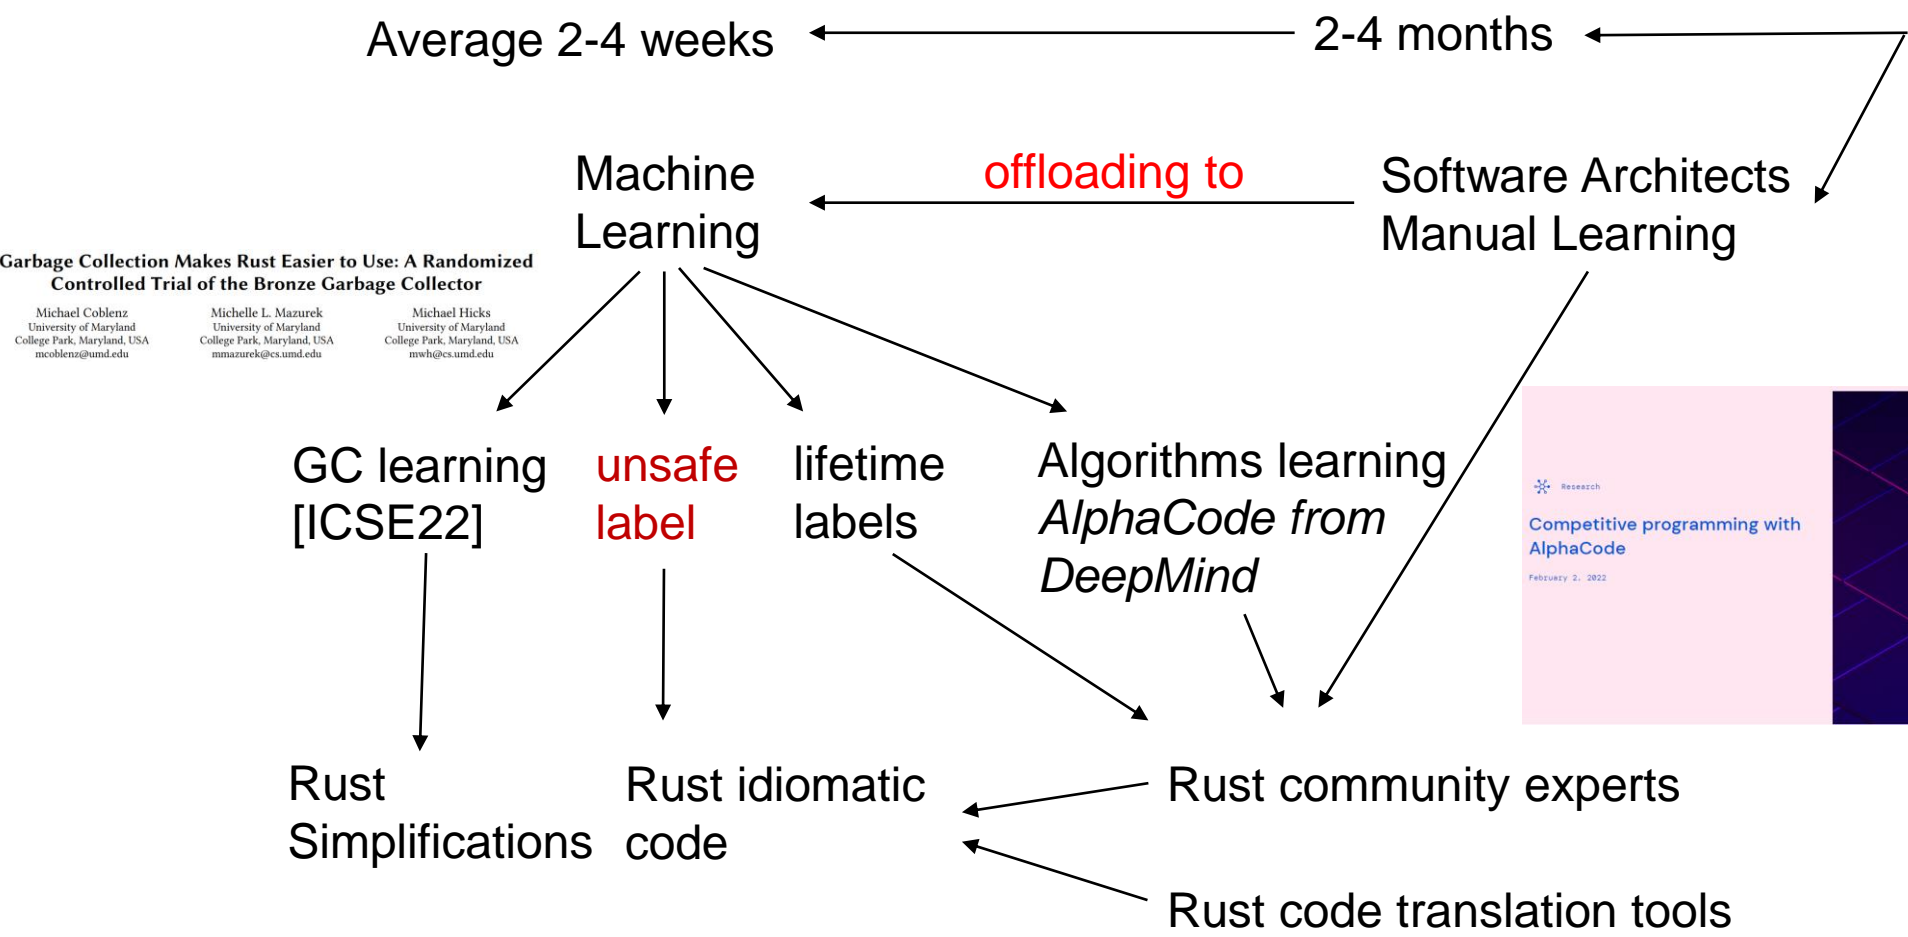 Average 2-4 weeks
2-4 months
Machine
Learning
offloading to
Software Architects
Manual Learning
Garbage Collection Makes Rust Easier to Use: A Randomized
Controlled Trial of the Bronze Garbage Collector
Michael Coblenz
University of Maryland
College Park, Maryland, USA
mcoblenz@umd.edu
Michelle L. Mazurek
University of Maryland
College Park, Maryland, USA
mmazurek@cs.umd.edu
Michael Hicks
University of Maryland
College Park, Maryland, USA
mwh@cs.umd.edu
GC learning
[ICSE22]
unsafe
label
lifetime
labels
Algorithms learning
AlphaCode from
DeepMind
Research
Competitive programming with
AlphaCode
February 2, 2022
Rust
Simplifications
Rust idiomatic
code
Rust community experts
Rust code translation tools